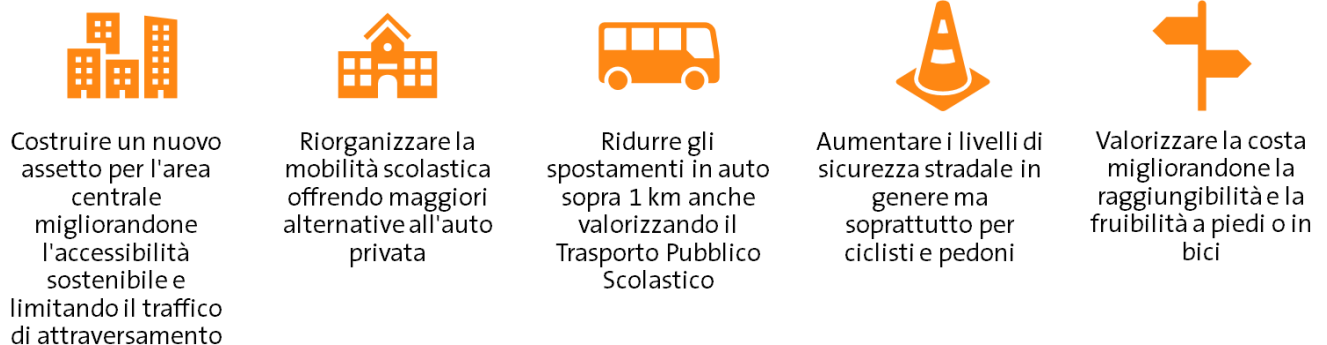 Costruire un nuovo
assetto per l'area
centrale
migliorandone
l'accessibilità
sostenibile e
limitando il traffico
di attraversamento
Riorganizzare la
mobilità scolastica
offrendo maggiori
alternative all'auto
privata
Ridurre gli
spostamenti in auto
sopra 1 km anche
valorizzando il
Trasporto Pubblico
Scolastico
Aumentare i livelli di
sicurezza stradale in
genere ma
soprattutto per
ciclisti e pedoni
Valorizzare la costa
migliorandone la
raggiungibilità e la
fruibilità a piedi o in
bici